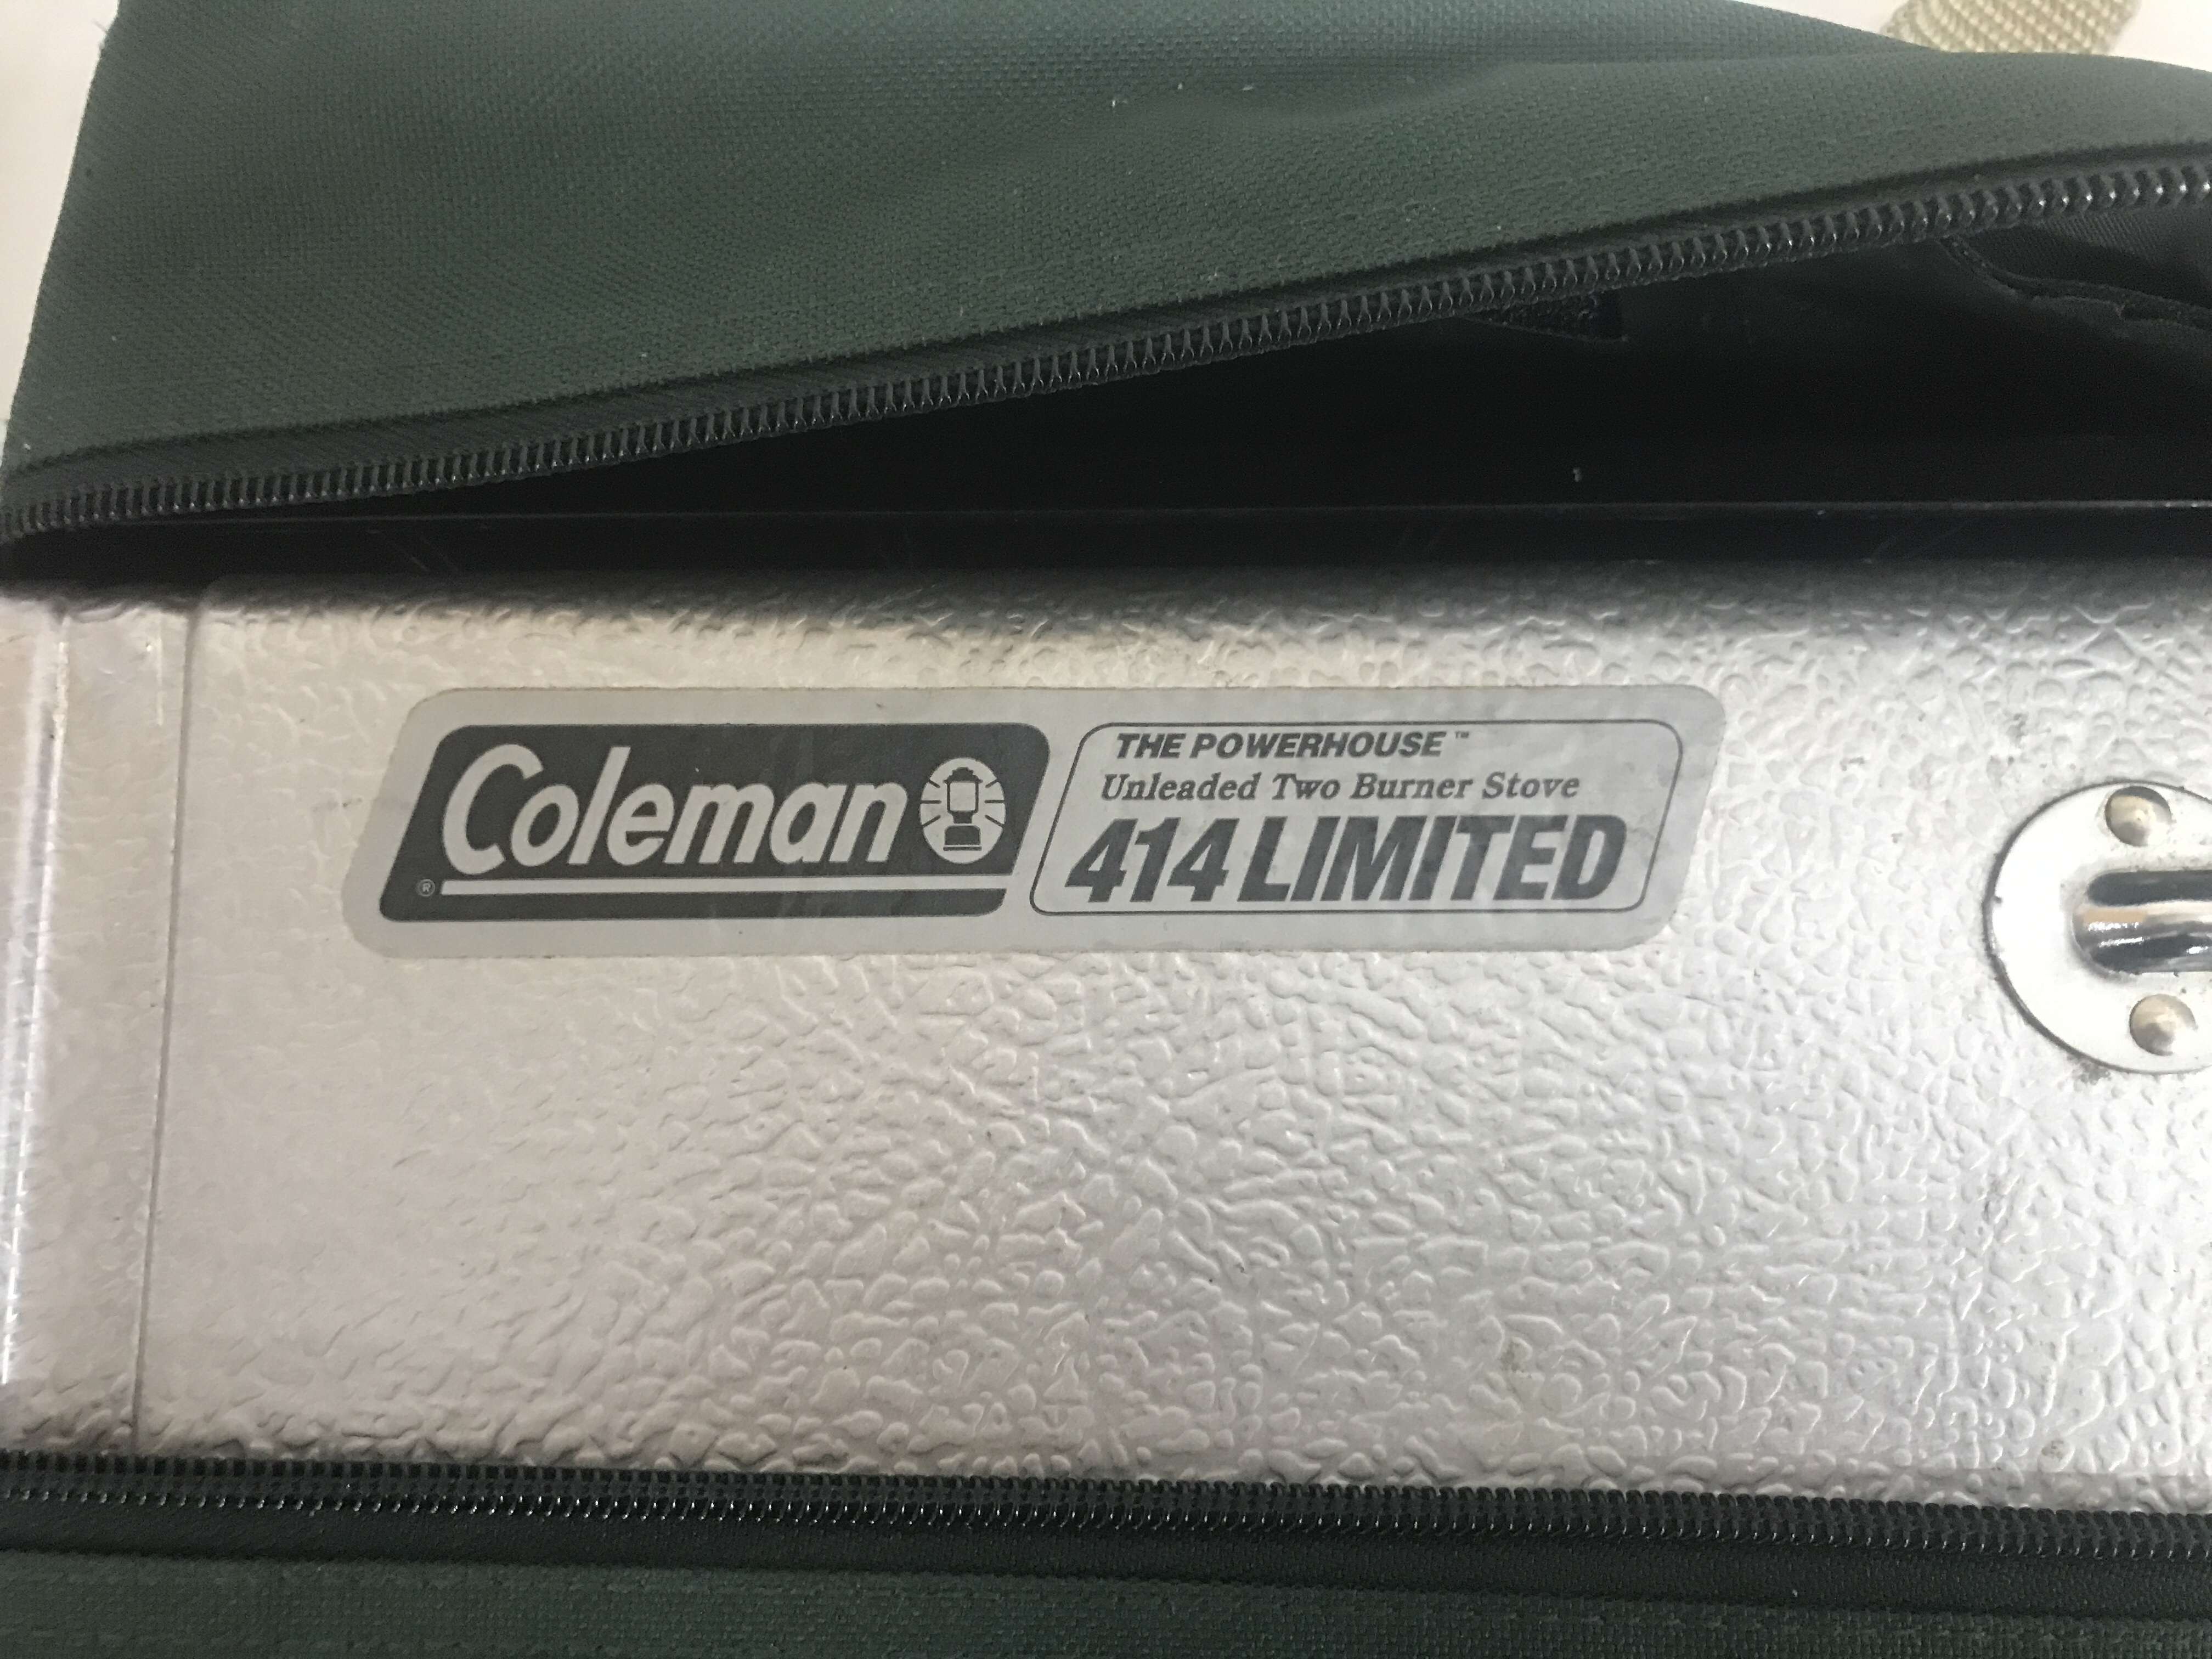 Coleman
®
THE POWERHOUSE™
Unleaded Two Burner Stove
414 LIMITED